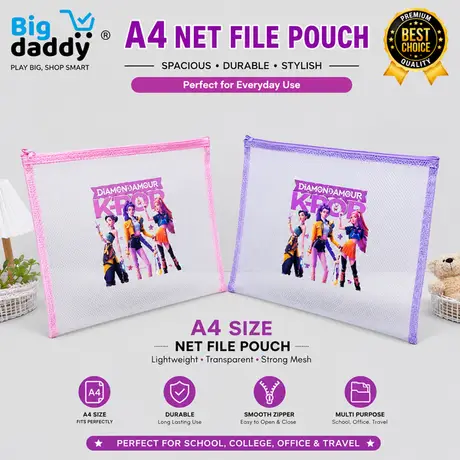 Big
daddy®
PLAY BIG, SHOP SMART
A4 NET FILE POUCH
SPACIOUS • DURABLE • STYLISH
Perfect for Everyday Use
PREMIUM
BEST
CHOICE
QUALITY
DIAMONDAMOUR
K-POP
DIAMONDAMOUR
K-POP
A4 SIZE
NET FILE POUCH
Lightweight • Transparent • Strong Mesh
A4
A4 SIZE
FITS PERFECTLY
DURABLE
Long Lasting Use
SMOOTH ZIPPER
Easy to Open & Close
MULTI PURPOSE
School, Office, Travel
★ PERFECT FOR SCHOOL, COLLEGE, OFFICE & TRAVEL ★